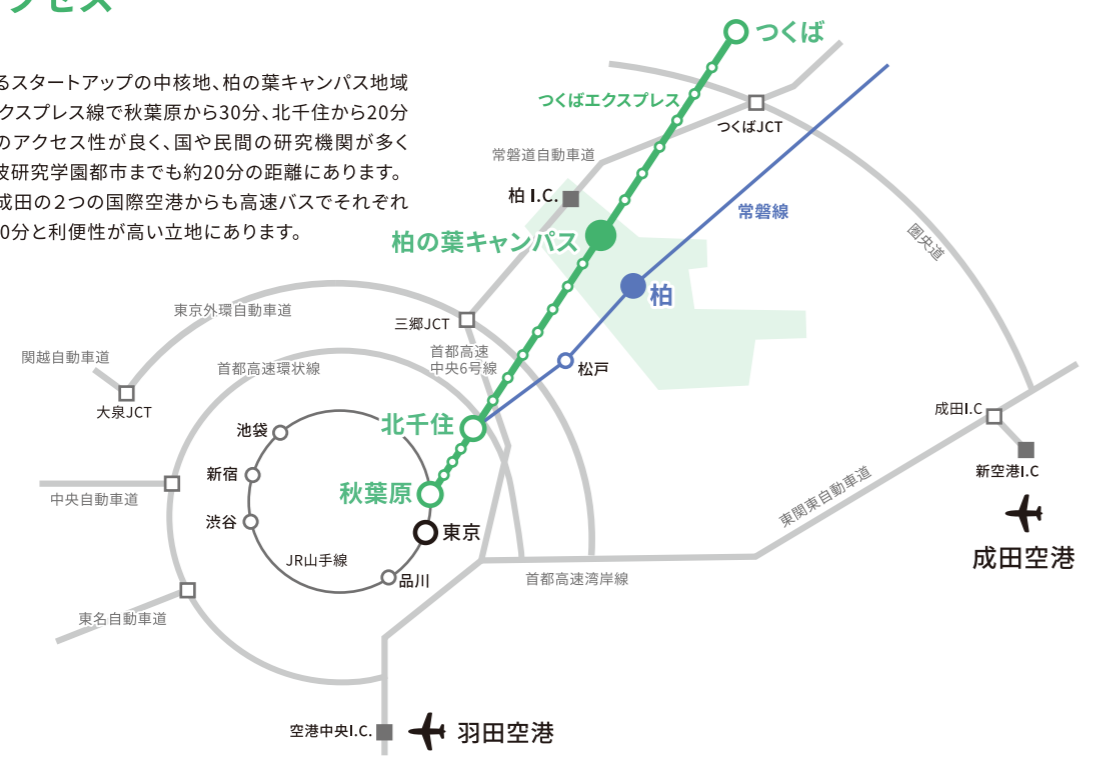 クセス
るスタートアップの中核地、柏の葉キャンパス地域
クスプレス線で秋葉原から30分、北千住から20分
のアクセス性が良く、国や民間の研究機関が多く
波研究学園都市までも約20分の距離にあります。
成田の２つの国際空港からも高速バスでそれぞれ
0分と利便性が高い立地にあります。
つくば
つくばエクスプレス
つくばJCT
常磐道自動車道
柏 I.C.
常磐線
柏の葉キャンパス
圏央道
柏
東京外環自動車道
三郷JCT
関越自動車道
首都高速
中央6号線
首都高速環状線
松戸
大泉JCT
成田I.C
北千住
池袋
新宿
新空港I.C
中央自動車道
秋葉原
東関東自動車道
渋谷
東京
成田空港
JR山手線
品川
首都高速湾岸線
東名自動車道
空港中央I.C.
羽田空港